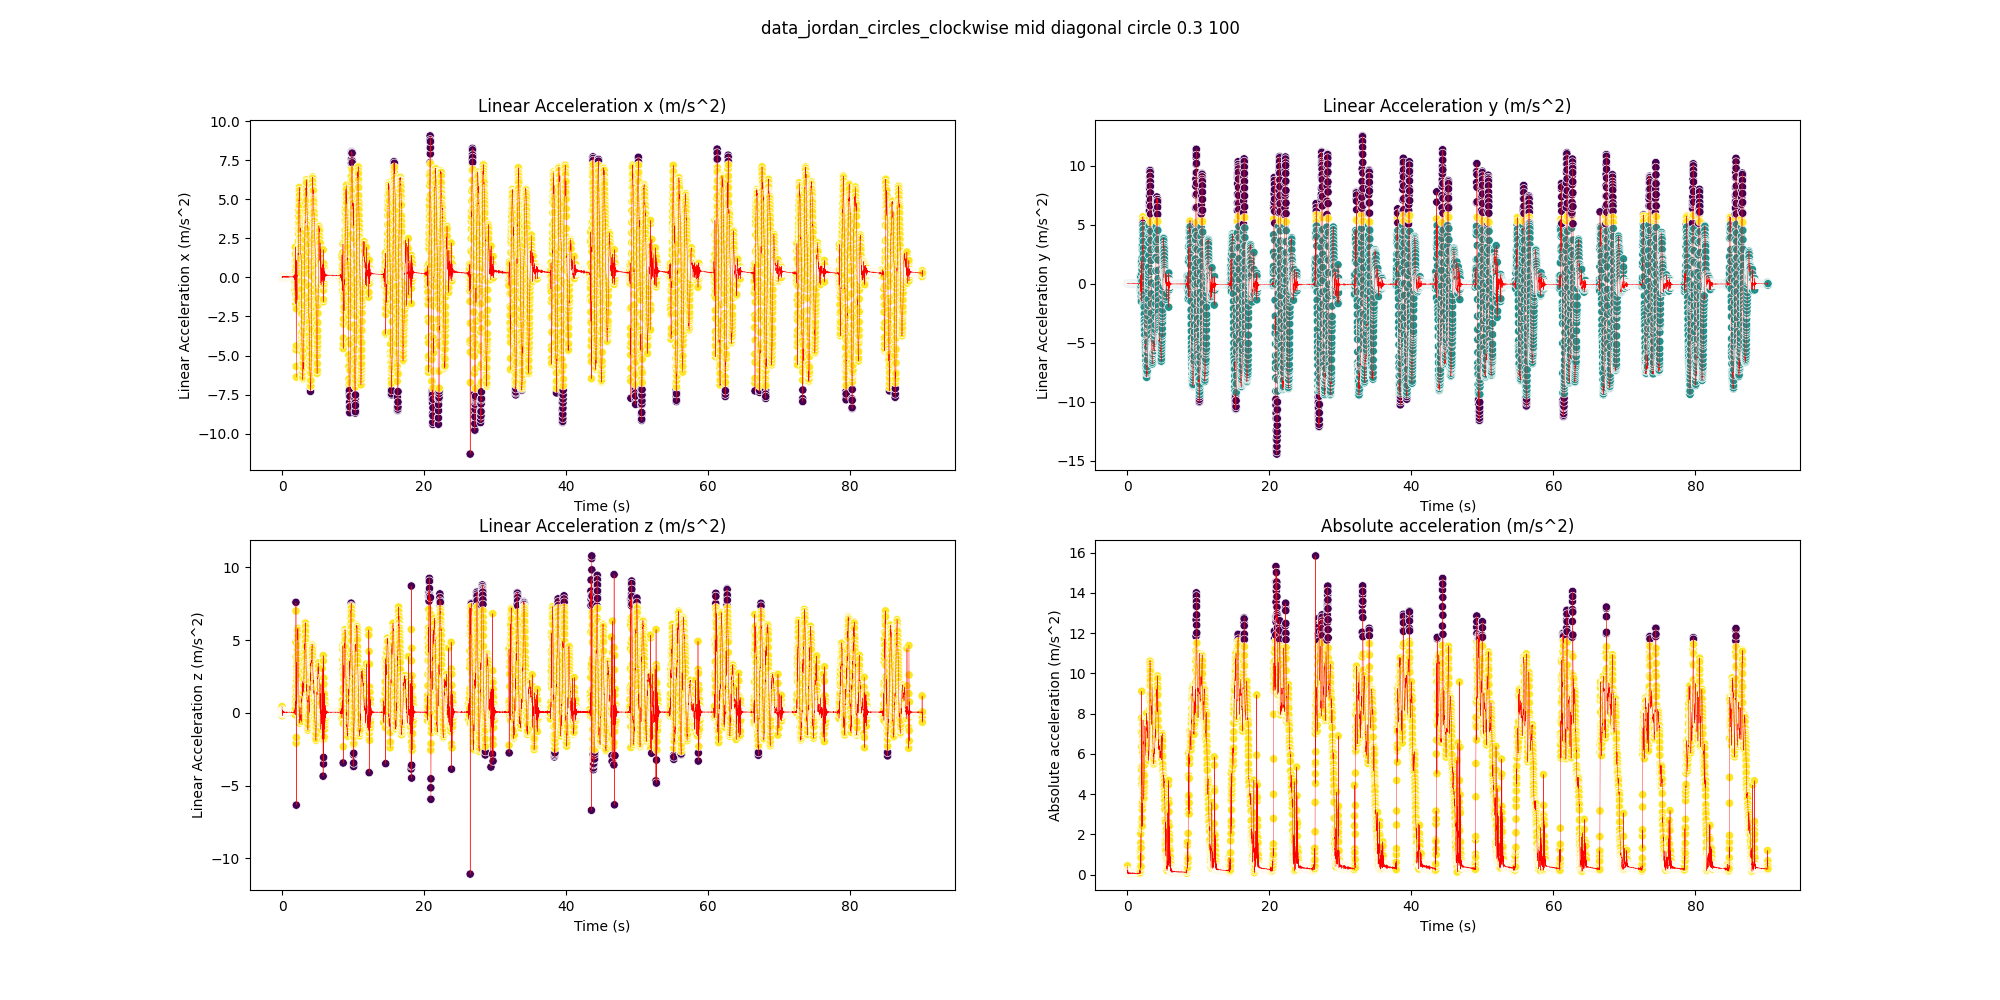 data_jordan_circles_clockwise mid diagonal circle 0.3 100
Linear Acceleration x (m/s^2)
Linear Acceleration x (m/s^2)
10.0
7.5
5.0
2.5
0.0
−2.5
−5.0
−7.5
−10.0
0 20 40 60 80
Time (s)
Linear Acceleration y (m/s^2)
Linear Acceleration y (m/s^2)
10
5
0
−5
−10
−15
0 20 40 60 80
Time (s)
Linear Acceleration z (m/s^2)
Linear Acceleration z (m/s^2)
10
5
0
−5
−10
0 20 40 60 80
Time (s)
Absolute acceleration (m/s^2)
Absolute acceleration (m/s^2)
16
14
12
10
8
6
4
2
0
0 20 40 60 80
Time (s)